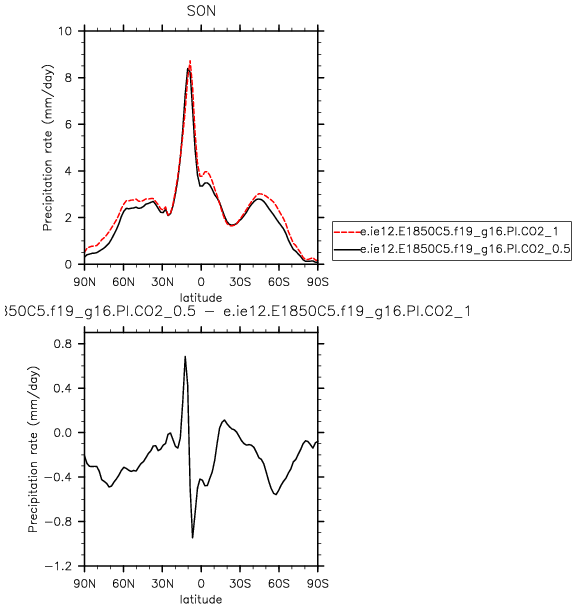 SON
10
8
6
4
2
0
Precipitation rate (mm/day)
90N 60N 30N 0 30S 60S 90S
latitude
e.ie12.E1850C5.f19_g16.PI.CO2_1
e.ie12.E1850C5.f19_g16.PI.CO2_0.5
850C5.f19_g16.PI.CO2_0.5 − e.ie12.E1850C5.f19_g16.PI.CO2_1
0.8
0.4
0.0
−0.4
−0.8
−1.2
Precipitation rate (mm/day)
90N 60N 30N 0 30S 60S 90S
latitude